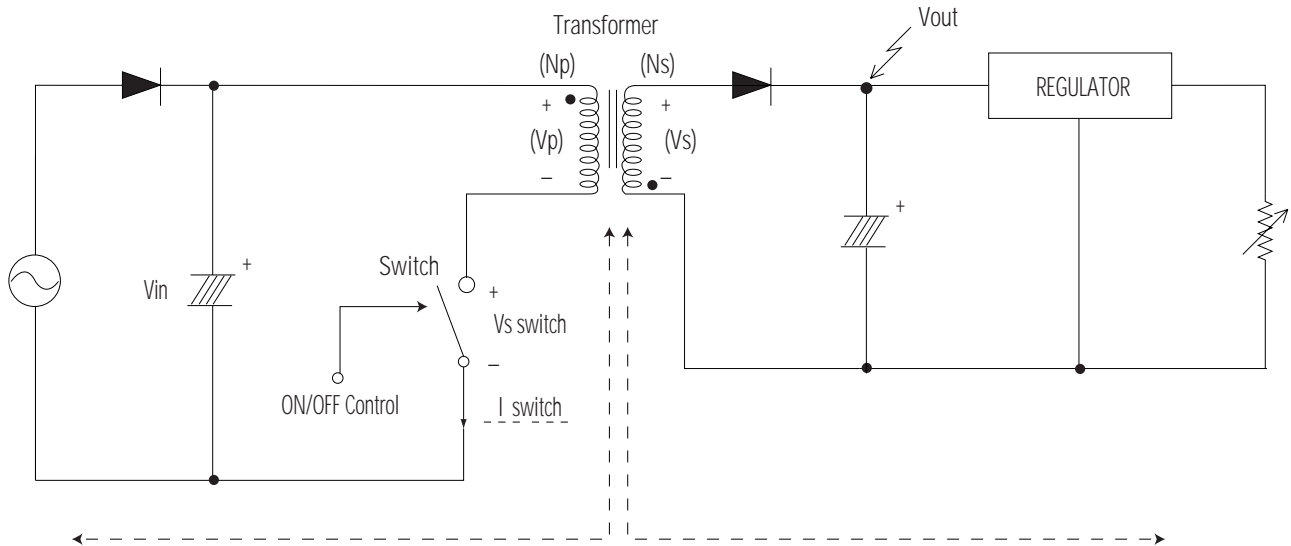 Transformer
Vout
(Np)
(Ns)
REGULATOR
+
+
(Vp)
(Vs)
–
–
+
+
Vin
Switch
+
Vs switch
–
ON/OFF Control
I switch